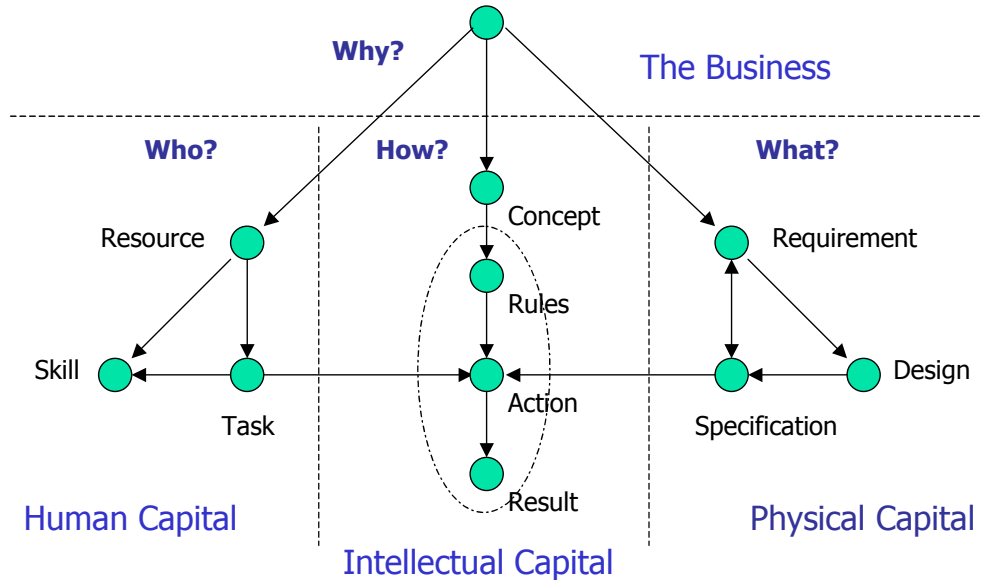 Why?
The Business
Who?
How?
What?
Concept
Resource
Requirement
Rules
Skill
Design
Action
Task
Specification
Result
Human Capital
Physical Capital
Intellectual Capital